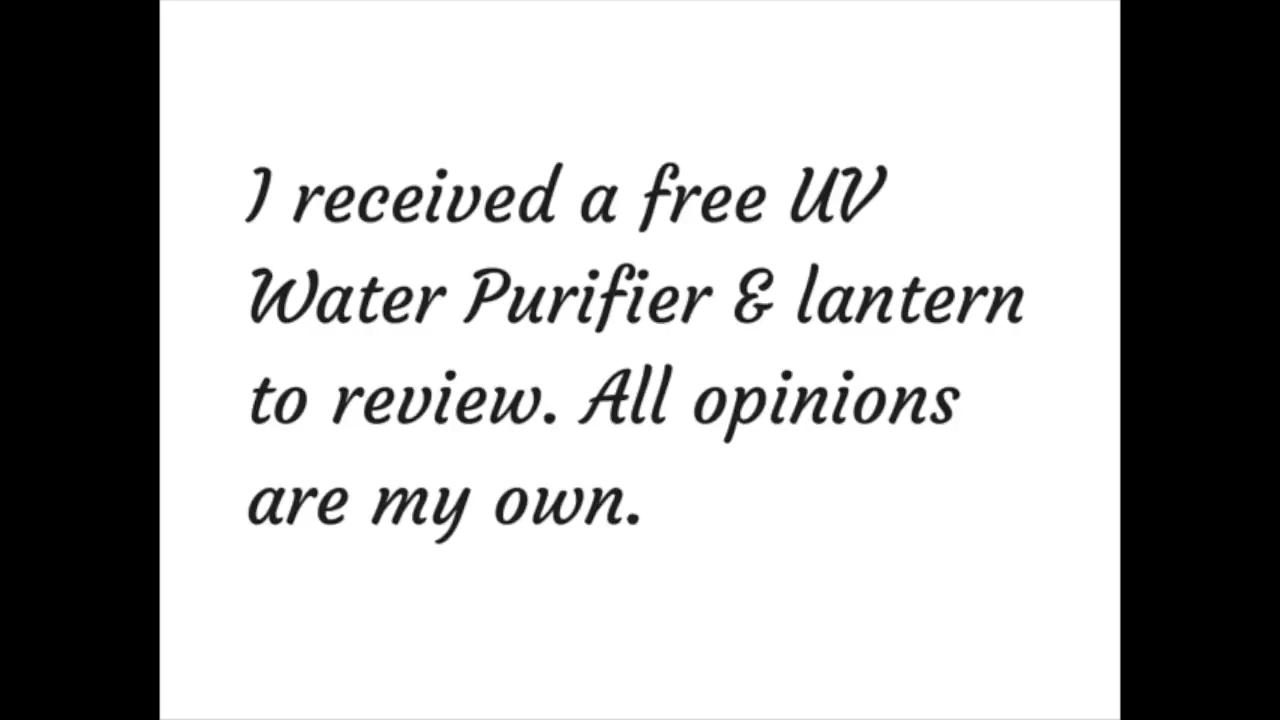 I received a free UV
Water Purifier & lantern
to review. All opinions
are my own.